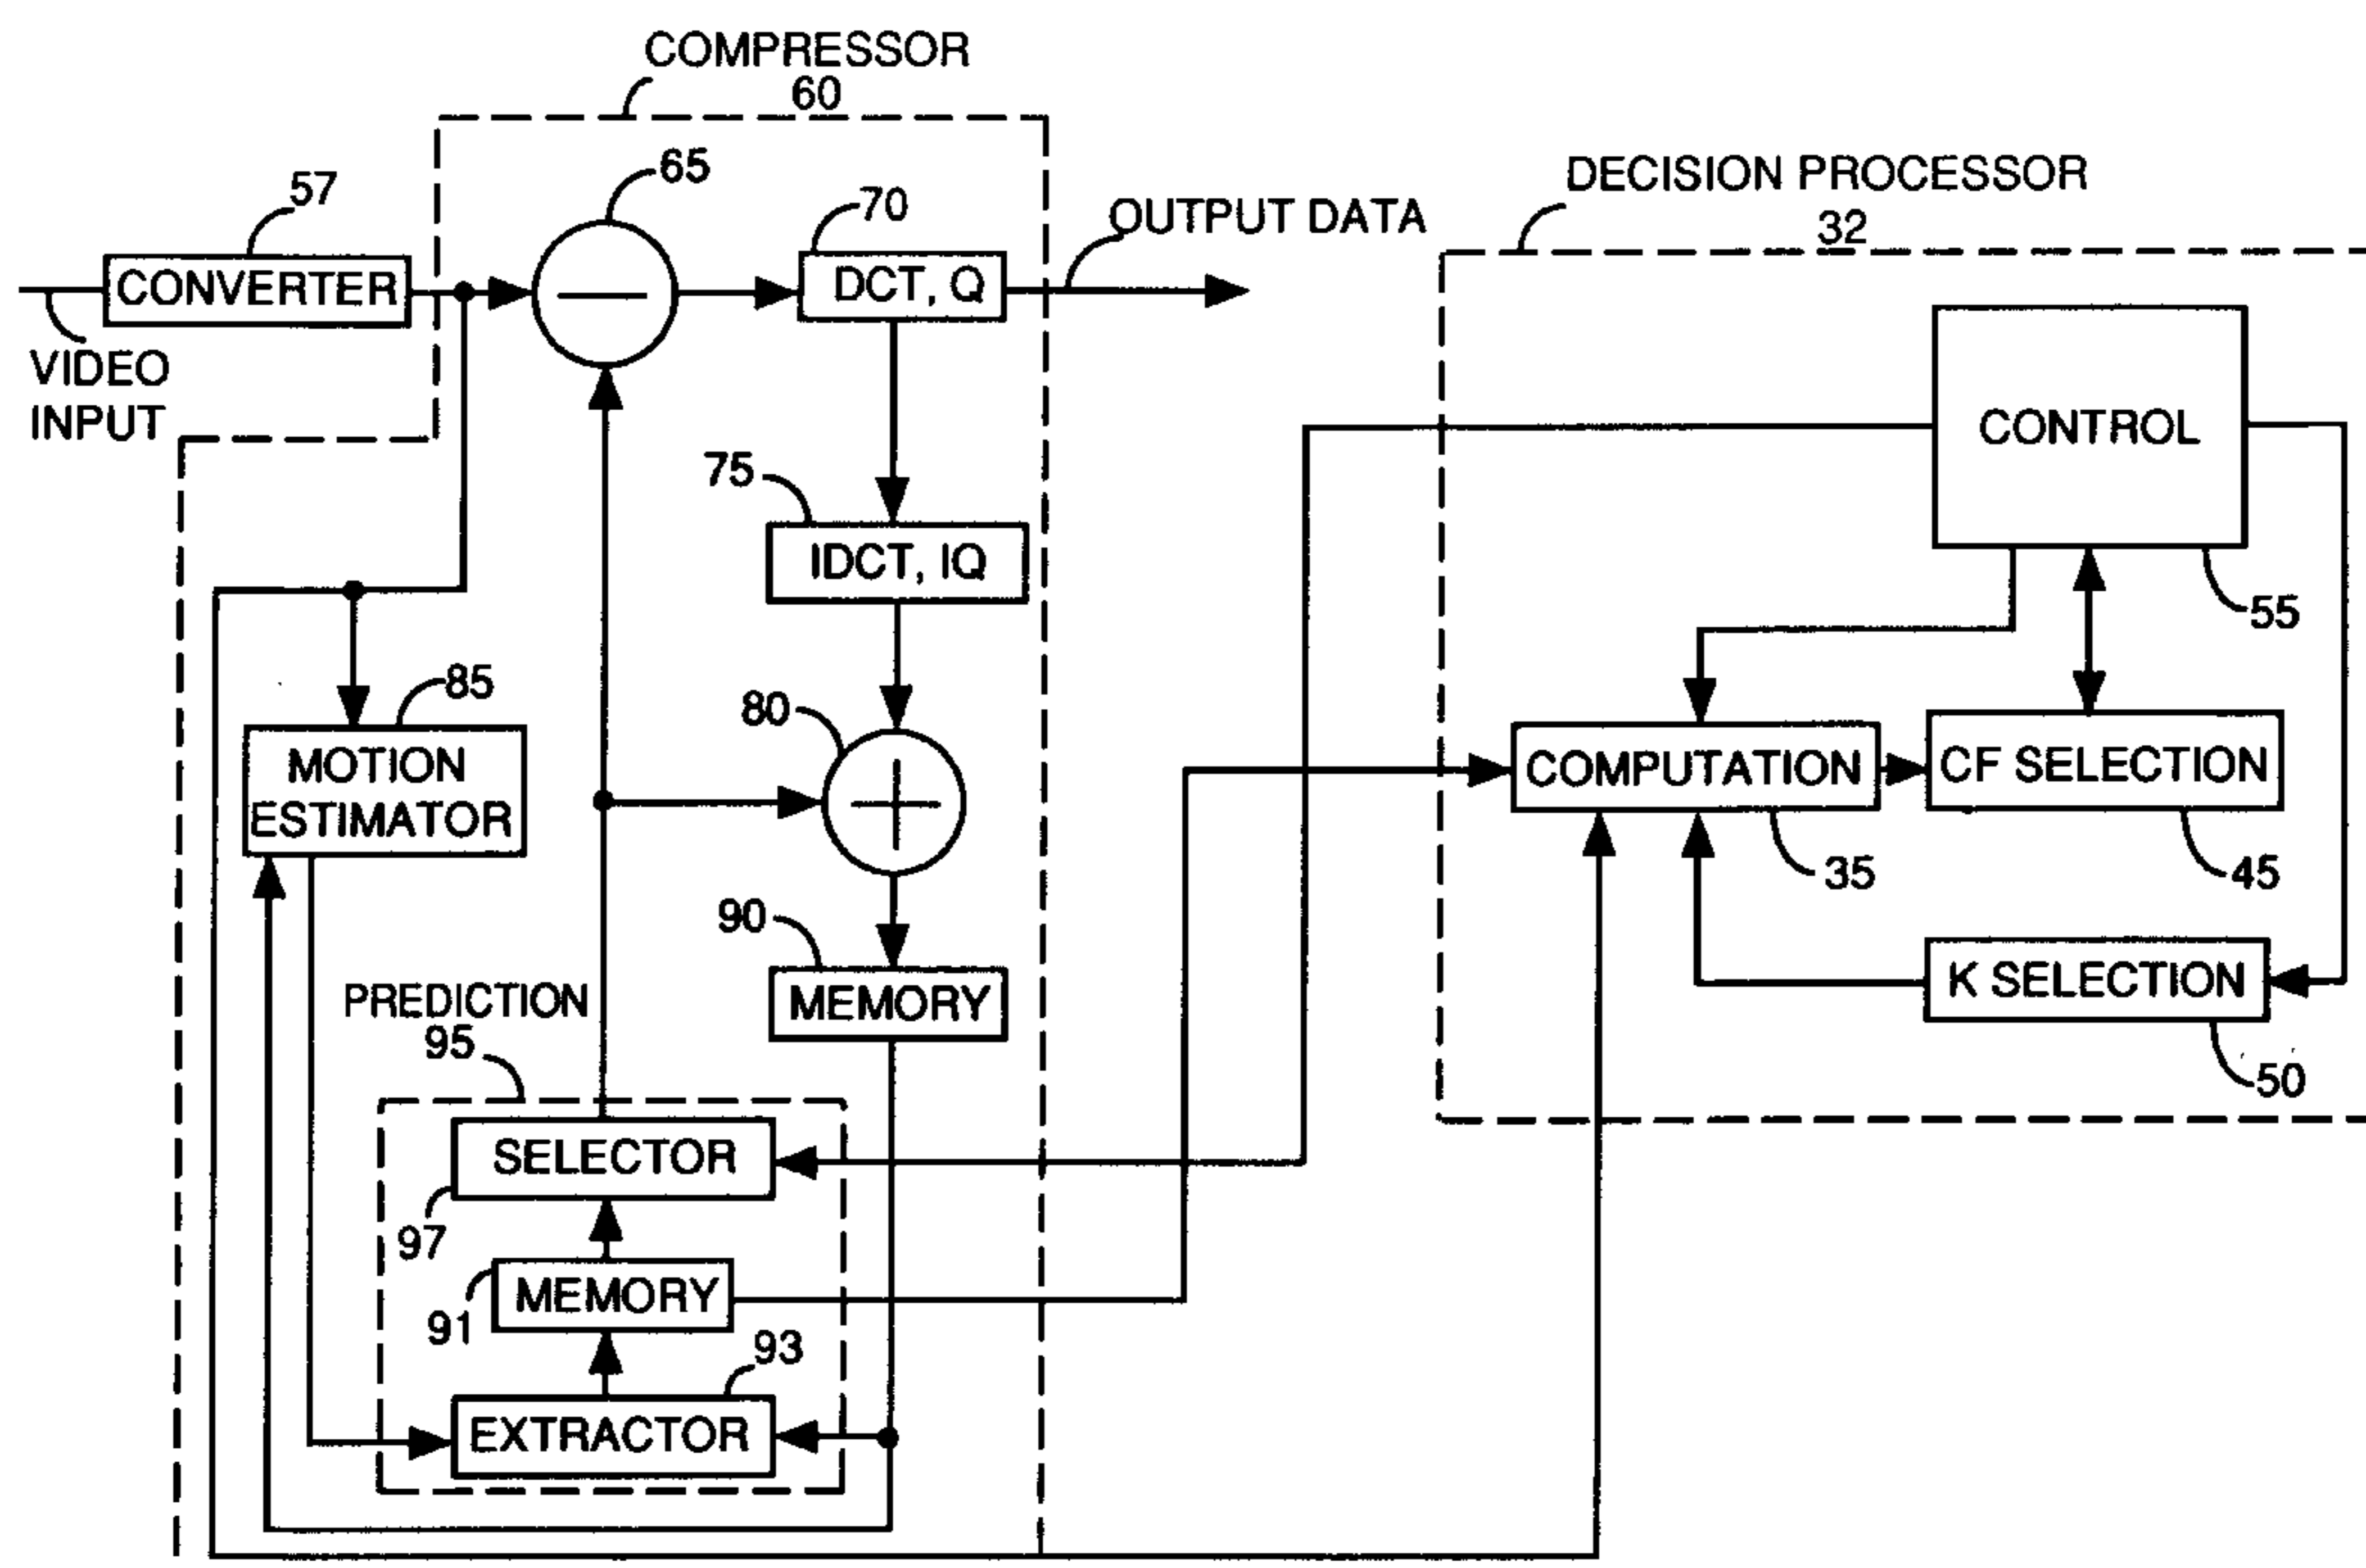 COMPRESSOR
60
DECISION PROCESSOR
32
57
65
70
OUTPUT DATA
CONVERTER
DCT, Q
VIDEO
INPUT
CONTROL
75
IDCT, IQ
55
85
80
MOTION
ESTIMATOR
COMPUTATION
CF SELECTION
35
45
90
MEMORY
K SELECTION
50
PREDICTION
95
SELECTOR
97
MEMORY
91
93
EXTRACTOR